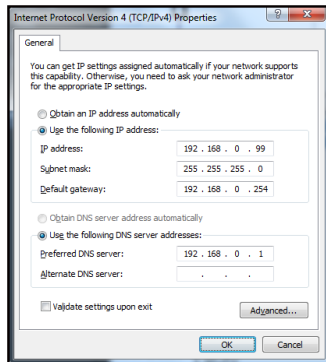 Internet Protocol Version 4 (TCP/IPv4) Properties
General
You can get IP settings assigned automatically if your network supports
this capability. Otherwise, you need to ask your network administrator
for the appropriate IP settings.
Obtain an IP address automatically
Use the following IP address:
IP address: 192 . 168 . 0 . 99
Subnet mask: 255 . 255 . 255 . 0
Default gateway: 192 . 168 . 0 . 254
Obtain DNS server address automatically
Use the following DNS server addresses:
Preferred DNS server: 192 . 168 . 0 . 1
Alternate DNS server: . . .
Validate settings upon exit
Advanced...
OK Cancel